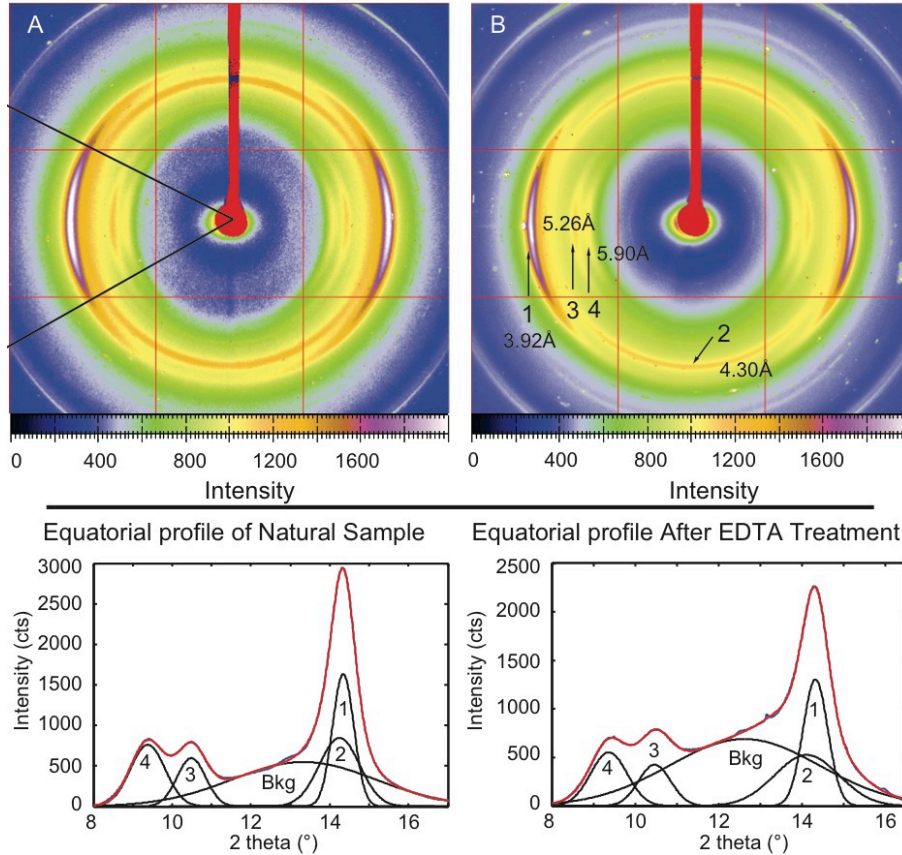 A
B
5.26Å
5.90Å
1
3
4
3.92Å
2
4.30Å
0 400 800 1200 1600
Intensity
0 400 800 1200 1600
Intensity
Equatorial profile of Natural Sample
Equatorial profile After EDTA Treatment
3000
2500
2000
1500
1000
500
0
Intensity (cts)
4
3
1
2
Bkg
8 10 12 14 16
2 theta (°)
2500
2000
1500
1000
500
0
Intensity (cts)
4
3
1
2
Bkg
8 10 12 14 16
2 theta (°)